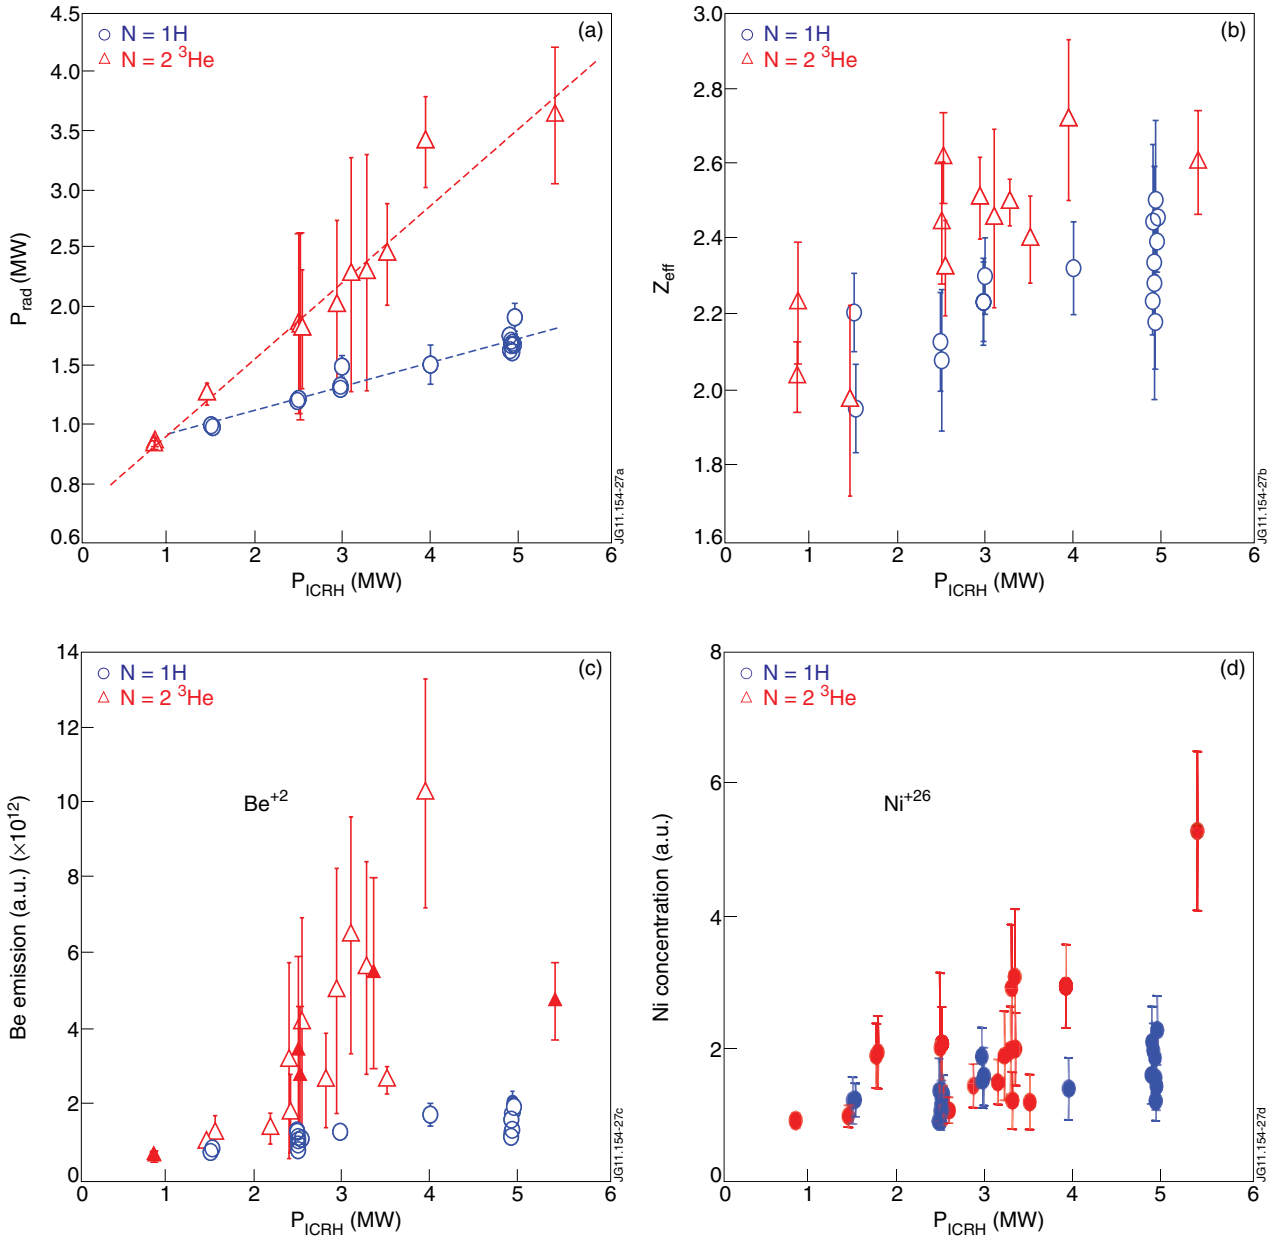 4.5
4.0
3.5
3.0
2.5
2.0
1.5
1.0
0.8
0.6
0 1 2 3 4 5 6
P_rad (MW)
P_ICRH (MW)
N = 1H
N = 2 ³He
(a)
JG11.154-27a
3.0
2.8
2.6
2.4
2.2
2.0
1.8
1.6
0 1 2 3 4 5 6
Z_eff
P_ICRH (MW)
N = 1H
N = 2 ³He
(b)
JG11.154-27b
14
12
10
8
6
4
2
0
0 1 2 3 4 5 6
Be emission (a.u.) (×10¹²)
P_ICRH (MW)
N = 1H
N = 2 ³He
(c)
Be⁺²
JG11.154-27c
8
6
4
2
0
0 1 2 3 4 5 6
Ni concentration (a.u.)
P_ICRH (MW)
N = 1H
N = 2 ³He
(d)
Ni⁺²⁶
JG11.154-27d